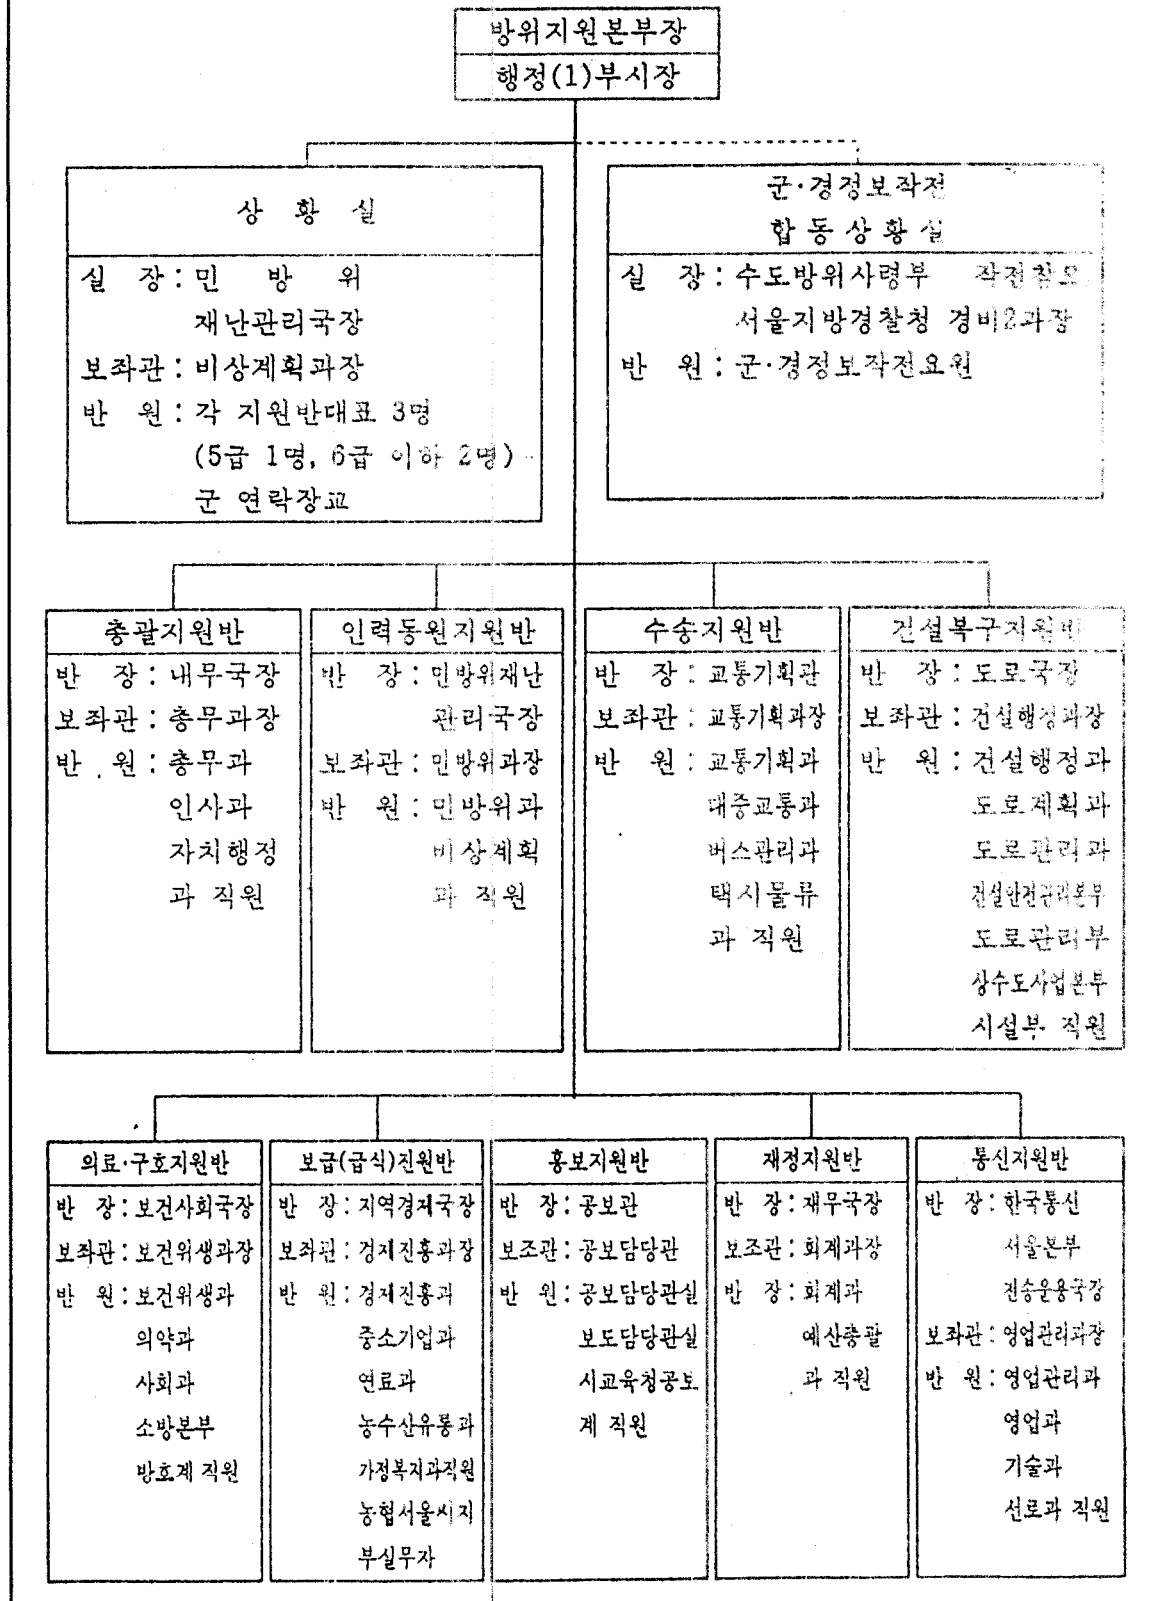 방위지원본부장
행정(1)부시장
상 황 실
실 장 : 민 방 위
재난관리국장
보좌관 : 비상계획과장
반 원 : 각 지원반대표 3명
(5급 1명, 6급 이하 2명)
군 연락장교
군·경정보작전
합동상황실
실 장 : 수도방위사령부 작전참모
서울지방경찰청 경비2과장
반 원 : 군·경정보작전요원
총괄지원반
반 장 : 내무국장
보좌관 : 총무과장
반 원 : 총무과
인사과
자치행정
과 직원
인력동원지원반
반 장 : 민방위재난
관리국장
보좌관 : 민방위과장
반 원 : 민방위과
비상계획
과 직원
수송지원반
반 장 : 교통기획관
보좌관 : 교통기획과장
반 원 : 교통기획과
대중교통과
버스관리과
택시물류
과 직원
건설복구지원반
반 장 : 도로국장
보좌관 : 건설행정과장
반 원 : 건설행정과
도로계획과
도로관리과
건설안전관리본부
도로관리부
상수도사업본부
시설부 직원
의료·구호지원반
반 장 : 보건사회국장
보좌관 : 보건위생과장
반 원 : 보건위생과
의약과
사회과
소방본부
방호계 직원
보급(급식)진원반
반 장 : 지역경제국장
보좌관 : 경제진흥과장
반 원 : 경제진흥과
중소기업과
연료과
농수산유통과
가정복지과직원
농협서울씨지
부실무자
홍보지원반
반 장 : 공보관
보조관 : 공보담당관
반 원 : 공보담당관실
보도담당관실
시교육청공보
계 직원
재정지원반
반 장 : 재무국장
보조관 : 회계과장
반 장 : 회계과
예산총괄
과 직원
통신지원반
반 장 : 한국통신
서울본부
전송운용국장
보좌관 : 영업관리과장
반 원 : 영업관리과
영업과
기술과
선로과 직원